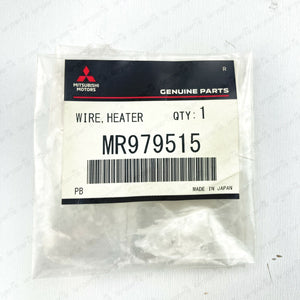 R
MITSUBISHI
MOTORS
GENUINE PARTS
WIRE, HEATER QTY: 1
MR979515
PB MADE IN JAPAN